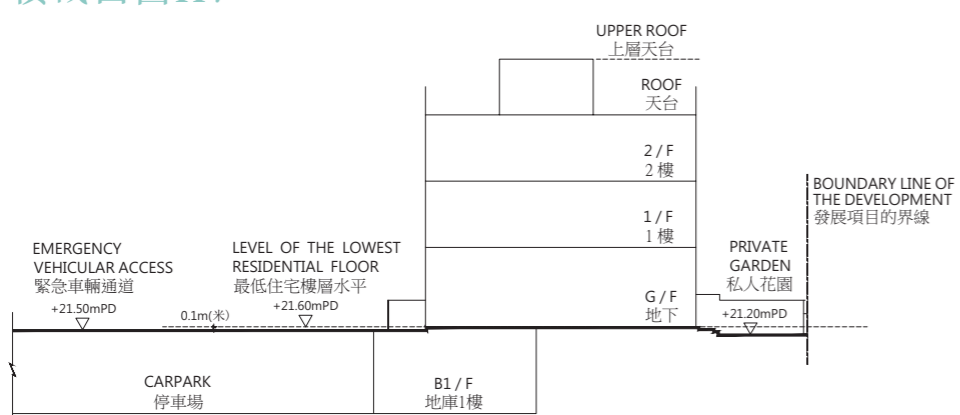 UPPER ROOF
上層天台
ROOF
天台
2 / F
2 樓
BOUNDARY LINE OF
THE DEVELOPMENT
發展項目的界線
1 / F
1 樓
EMERGENCY
VEHICULAR ACCESS
緊急車輛通道
+21.50mPD
LEVEL OF THE LOWEST
RESIDENTIAL FLOOR
最低住宅樓層水平
+21.60mPD
PRIVATE
GARDEN
私人花園
+21.20mPD
G / F
地下
0.1m(米)
CARPARK
停車場
B1 / F
地庫1樓